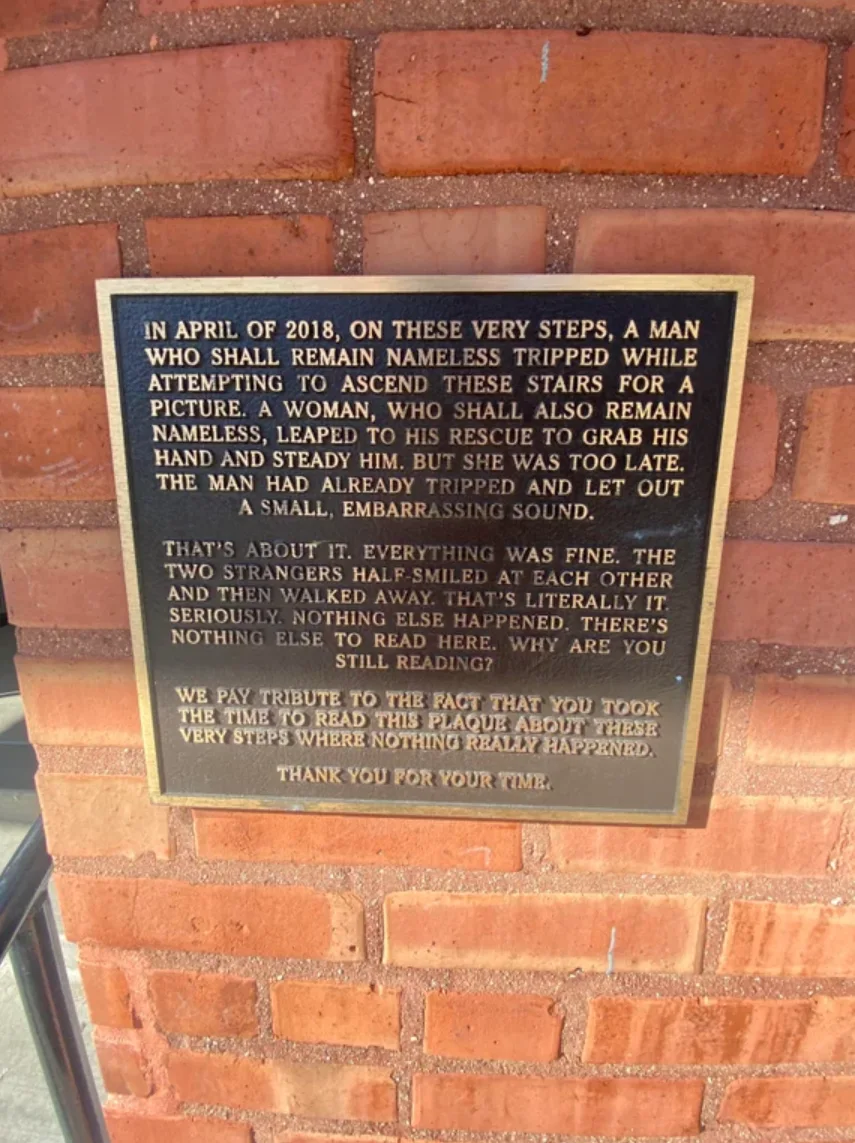 IN APRIL OF 2018, ON THESE VERY STEPS, A MAN
WHO SHALL REMAIN NAMELESS TRIPPED WHILE
ATTEMPTING TO ASCEND THESE STAIRS FOR A
PICTURE. A WOMAN, WHO SHALL ALSO REMAIN
NAMELESS, LEAPED TO HIS RESCUE TO GRAB HIS
HAND AND STEADY HIM. BUT SHE WAS TOO LATE.
THE MAN HAD ALREADY TRIPPED AND LET OUT
A SMALL, EMBARRASSING SOUND.
THAT'S ABOUT IT. EVERYTHING WAS FINE. THE
TWO STRANGERS HALF-SMILED AT EACH OTHER
AND THEN WALKED AWAY. THAT'S LITERALLY IT.
SERIOUSLY. NOTHING ELSE HAPPENED. THERE'S
NOTHING ELSE TO READ HERE. WHY ARE YOU
STILL READING?
WE PAY TRIBUTE TO THE FACT THAT YOU TOOK
THE TIME TO READ THIS PLAQUE ABOUT THESE
VERY STEPS WHERE NOTHING REALLY HAPPENED.
THANK YOU FOR YOUR TIME.